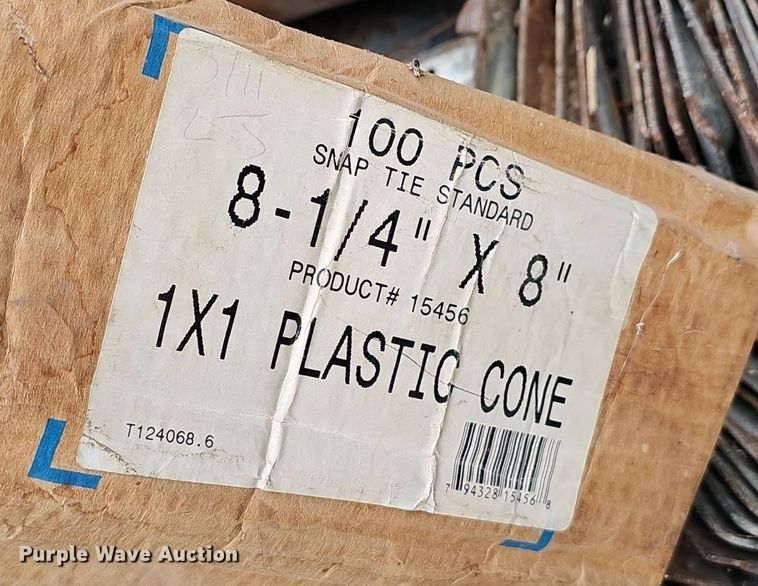 100 PCS
SNAP TIE STANDARD
8-1/4" X 8"
PRODUCT# 15456
1X1 PLASTIC CONE
T124068.6
7 94328 15456 8
Purple Wave Auction